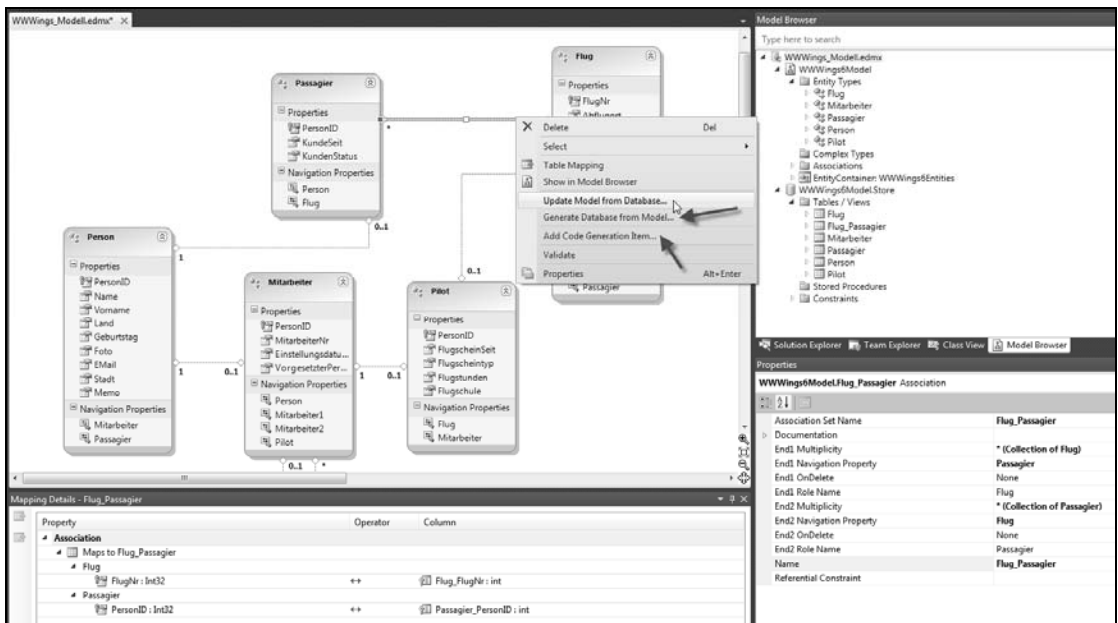 WWWings_Modell.edmx* ×
Passagier
Properties
PersonID
KundeSeit
KundenStatus
Navigation Properties
Person
Flug
*
0..1
Flug
Properties
FlugNr
Abflugort
Passagier
Delete Del
Select
Table Mapping
Show in Model Browser
Update Model from Database...
Generate Database from Model...
Add Code Generation Item...
Validate
Properties Alt+Enter
Person
Properties
PersonID
Name
Vorname
Land
Geburtstag
Foto
EMail
Stadt
Memo
Navigation Properties
Mitarbeiter
Passagier
1
1
0..1
Mitarbeiter
Properties
PersonID
MitarbeiterNr
Einstellungsdatu...
VorgesetzterPer...
Navigation Properties
Person
Mitarbeiter1
Mitarbeiter2
Pilot
0..1
*
1
0..1
0..1
Pilot
Properties
PersonID
FlugscheinSeit
Flugscheintyp
Flugstunden
Flugschule
Navigation Properties
Flug
Mitarbeiter
Mapping Details - Flug_Passagier
Property Operator Column
Association
Maps to Flug_Passagier
Flug
FlugNr : Int32 ↔ Flug_FlugNr : int
Passagier
PersonID : Int32 ↔ Passagier_PersonID : int
Model Browser
Type here to search
WWWings_Modell.edmx
WWWings6Model
Entity Types
Flug
Mitarbeiter
Passagier
Person
Pilot
Complex Types
Associations
EntityContainer: WWWings6Entities
WWWings6Model.Store
Tables / Views
Flug
Flug_Passagier
Mitarbeiter
Passagier
Person
Pilot
Stored Procedures
Constraints
Solution Explorer Team Explorer Class View Model Browser
Properties
WWWings6Model.Flug_Passagier Association
Association Set Name Flug_Passagier
Documentation
End1 Multiplicity * (Collection of Flug)
End1 Navigation Property Passagier
End1 OnDelete None
End1 Role Name Flug
End2 Multiplicity * (Collection of Passagier)
End2 Navigation Property Flug
End2 OnDelete None
End2 Role Name Passagier
Name Flug_Passagier
Referential Constraint